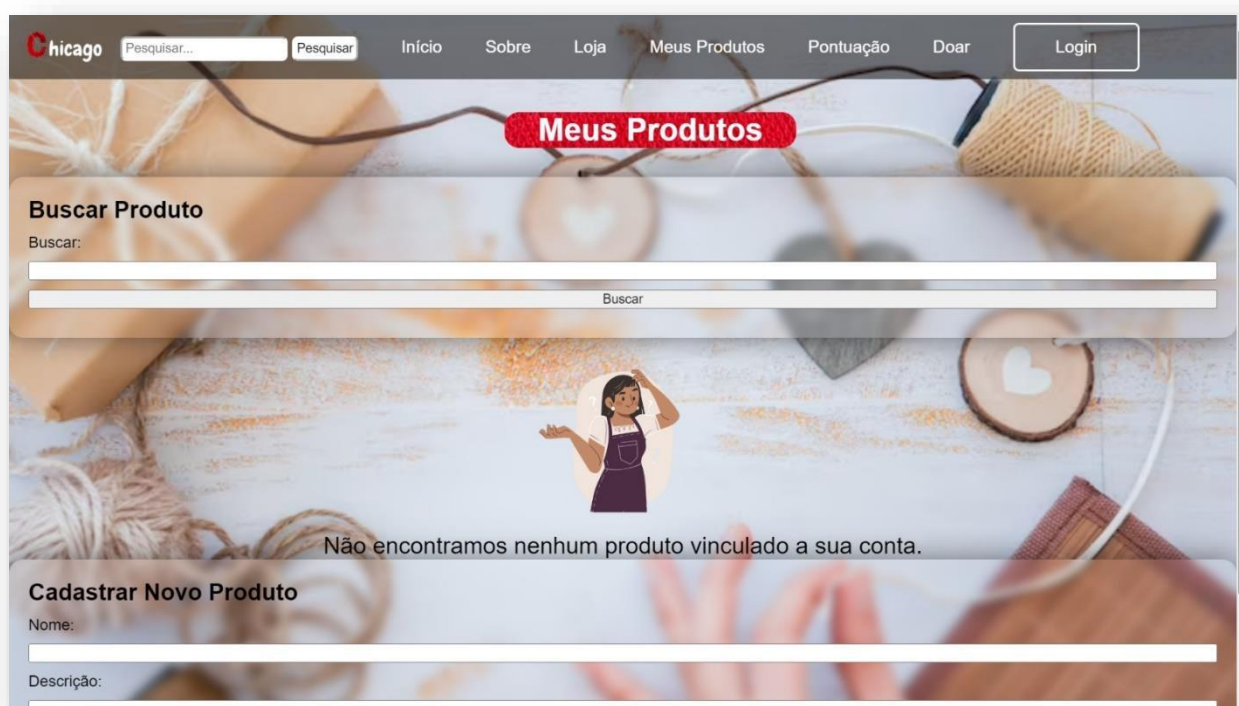 Chicago Pesquisar... Pesquisar Início Sobre Loja Meus Produtos Pontuação Doar Login
Meus Produtos
Buscar Produto
Buscar:
Buscar
Não encontramos nenhum produto vinculado a sua conta.
Cadastrar Novo Produto
Nome:
Descrição: